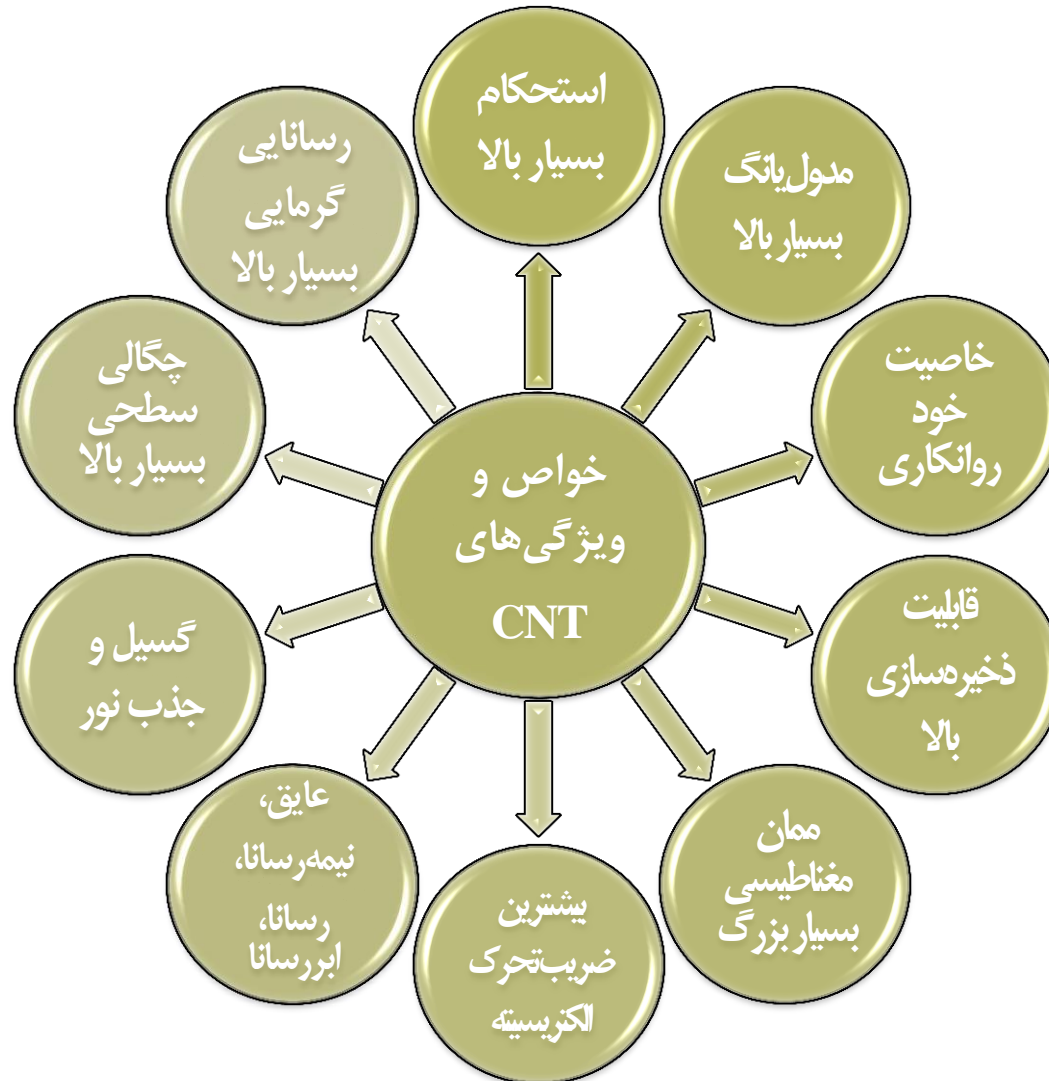 خواص و
ویژگی‌های
CNT
استحکام
بسیار بالا
مدول‌یانگ
بسیار بالا
خاصیت
خود
روانکاری
قابلیت
ذخیره‌سازی
بالا
ممان
مغناطیسی
بسیار بزرگ
بیشترین
ضریب‌تحرک
الکتریسیته
عایق،
نیمه‌رسانا،
رسانا،
ابررسانا
گسیل و
جذب نور
چگالی
سطحی
بسیار بالا
رسانایی
گرمایی
بسیار بالا